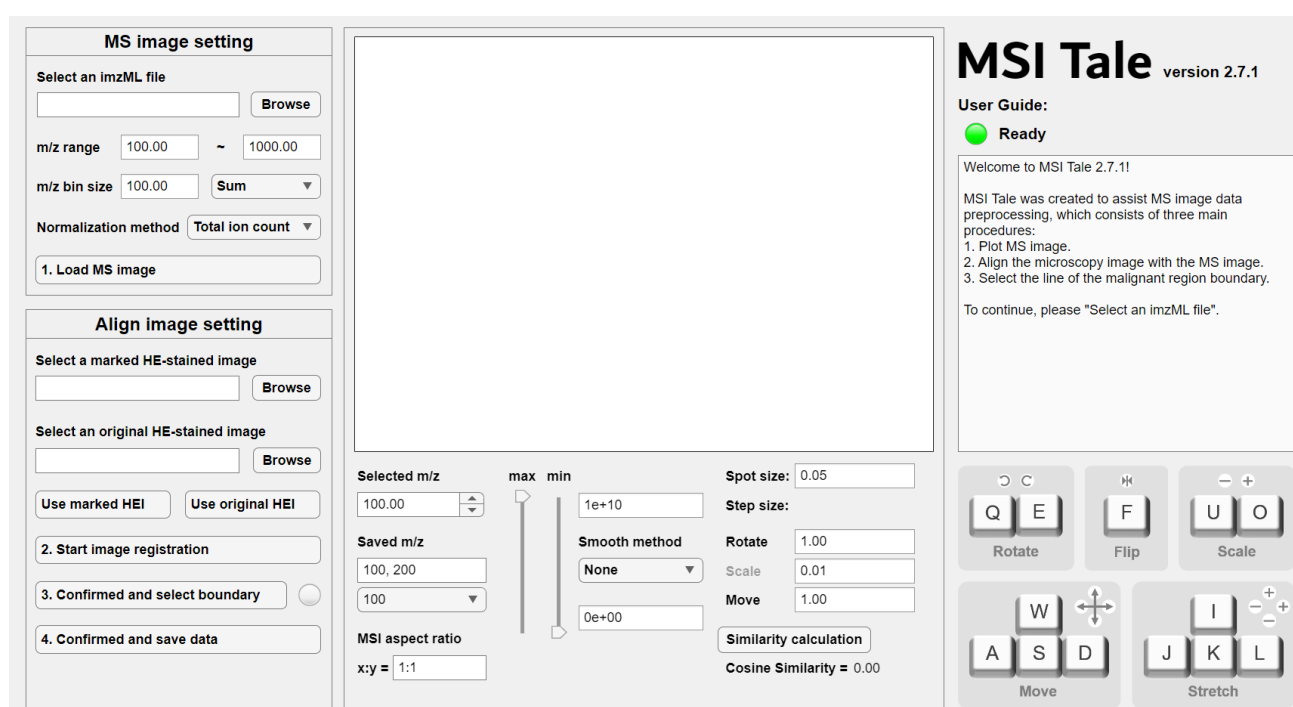 MS image setting
Select an imzML file
Browse
m/z range 100.00 ~ 1000.00
m/z bin size 100.00 Sum
Normalization method Total ion count
1. Load MS image
Align image setting
Select a marked HE-stained image
Browse
Select an original HE-stained image
Browse
Use marked HEI Use original HEI
2. Start image registration
3. Confirmed and select boundary
4. Confirmed and save data
Selected m/z max min
100.00 1e+10
Saved m/z Smooth method
100, 200 None
100
0e+00
MSI aspect ratio
x:y = 1:1
Spot size: 0.05
Step size:
Rotate 1.00
Scale 0.01
Move 1.00
Similarity calculation
Cosine Similarity = 0.00
MSI Tale version 2.7.1
User Guide:
Ready
Welcome to MSI Tale 2.7.1!
MSI Tale was created to assist MS image data
preprocessing, which consists of three main
procedures:
1. Plot MS image.
2. Align the microscopy image with the MS image.
3. Select the line of the malignant region boundary.
To continue, please "Select an imzML file".
Q E
Rotate
F
Flip
U O
Scale
W
A S D
Move
I
J K L
Stretch